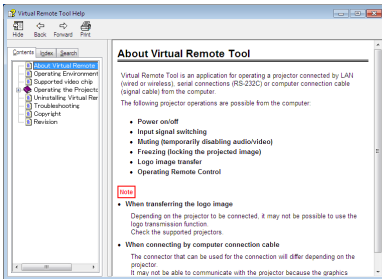 Virtual Remote Tool Help
Hide Back Forward Print
Contents Index Search
About Virtual Remote
Operating Environment
Supported video chip
Operating the Projecto
Uninstalling Virtual Rer
Troubleshooting
Copyright
Revision
About Virtual Remote Tool
Virtual Remote Tool is an application for operating a projector connected by LAN
(wired or wireless), serial connections (RS-232C) or computer connection cable
(signal cable) from the computer.
The following projector operations are possible from the computer.
• Power on/off
• Input signal switching
• Muting (temporarily disabling audio/video)
• Freezing (locking the projected image)
• Logo image transfer
• Operating Remote Control
Note
• When transferring the logo image
Depending on the projector to be connected, it may not be possible to use the
logo transmission function.
Check the supported projectors.
• When connecting by computer connection cable
The connector that can be used for the connection will differ depending on the
projector.
It may not be able to communicate with the projector because the graphics